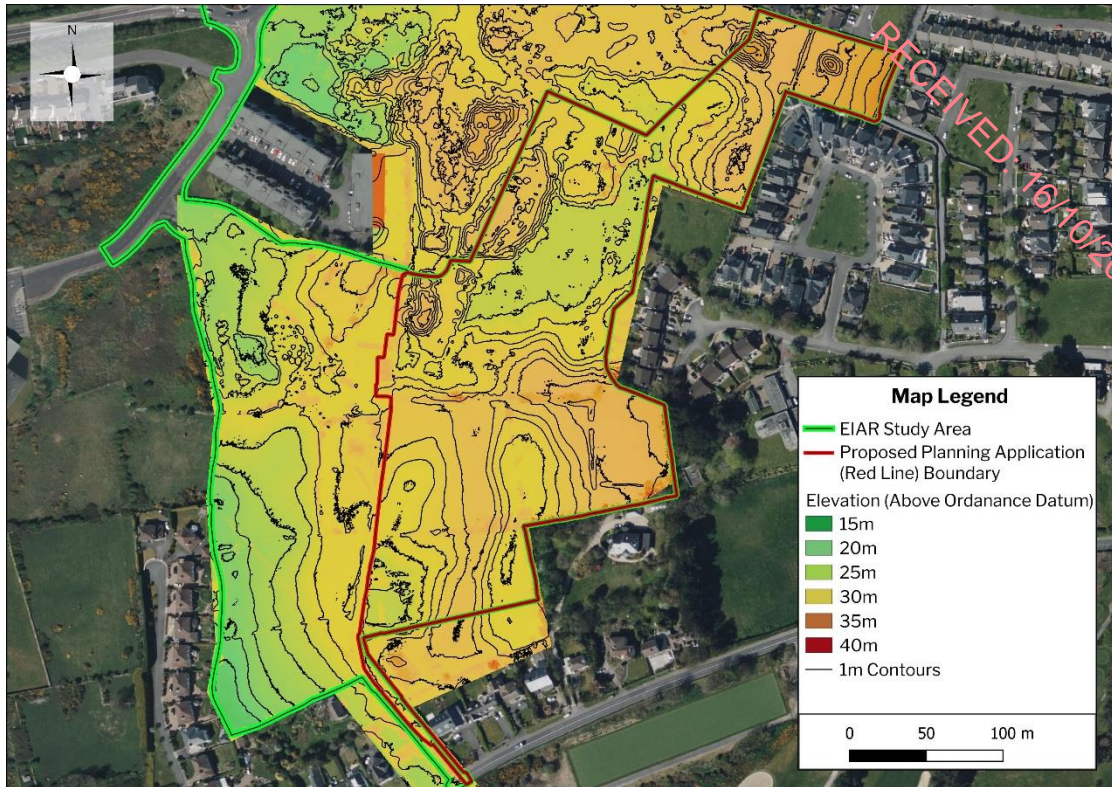 N
RECEIVED: 16/10/20
Map Legend
EIAR Study Area
Proposed Planning Application
(Red Line) Boundary
Elevation (Above Ordanance Datum)
15m
20m
25m
30m
35m
40m
1m Contours
0 50 100 m